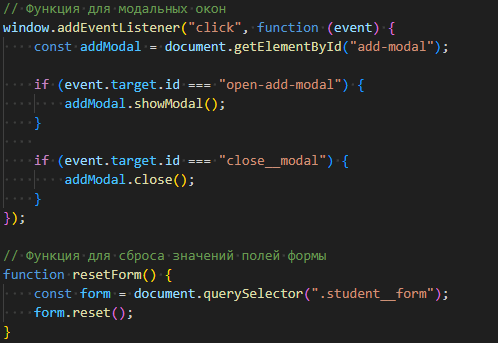 // Функция для модальных окон
window.addEventListener("click", function (event) {
    const addModal = document.getElementById("add-modal");

    if (event.target.id === "open-add-modal") {
        addModal.showModal();
    }

    if (event.target.id === "close__modal") {
        addModal.close();
    }
});

// Функция для сброса значений полей формы
function resetForm() {
    const form = document.querySelector(".student__form");
    form.reset();
}